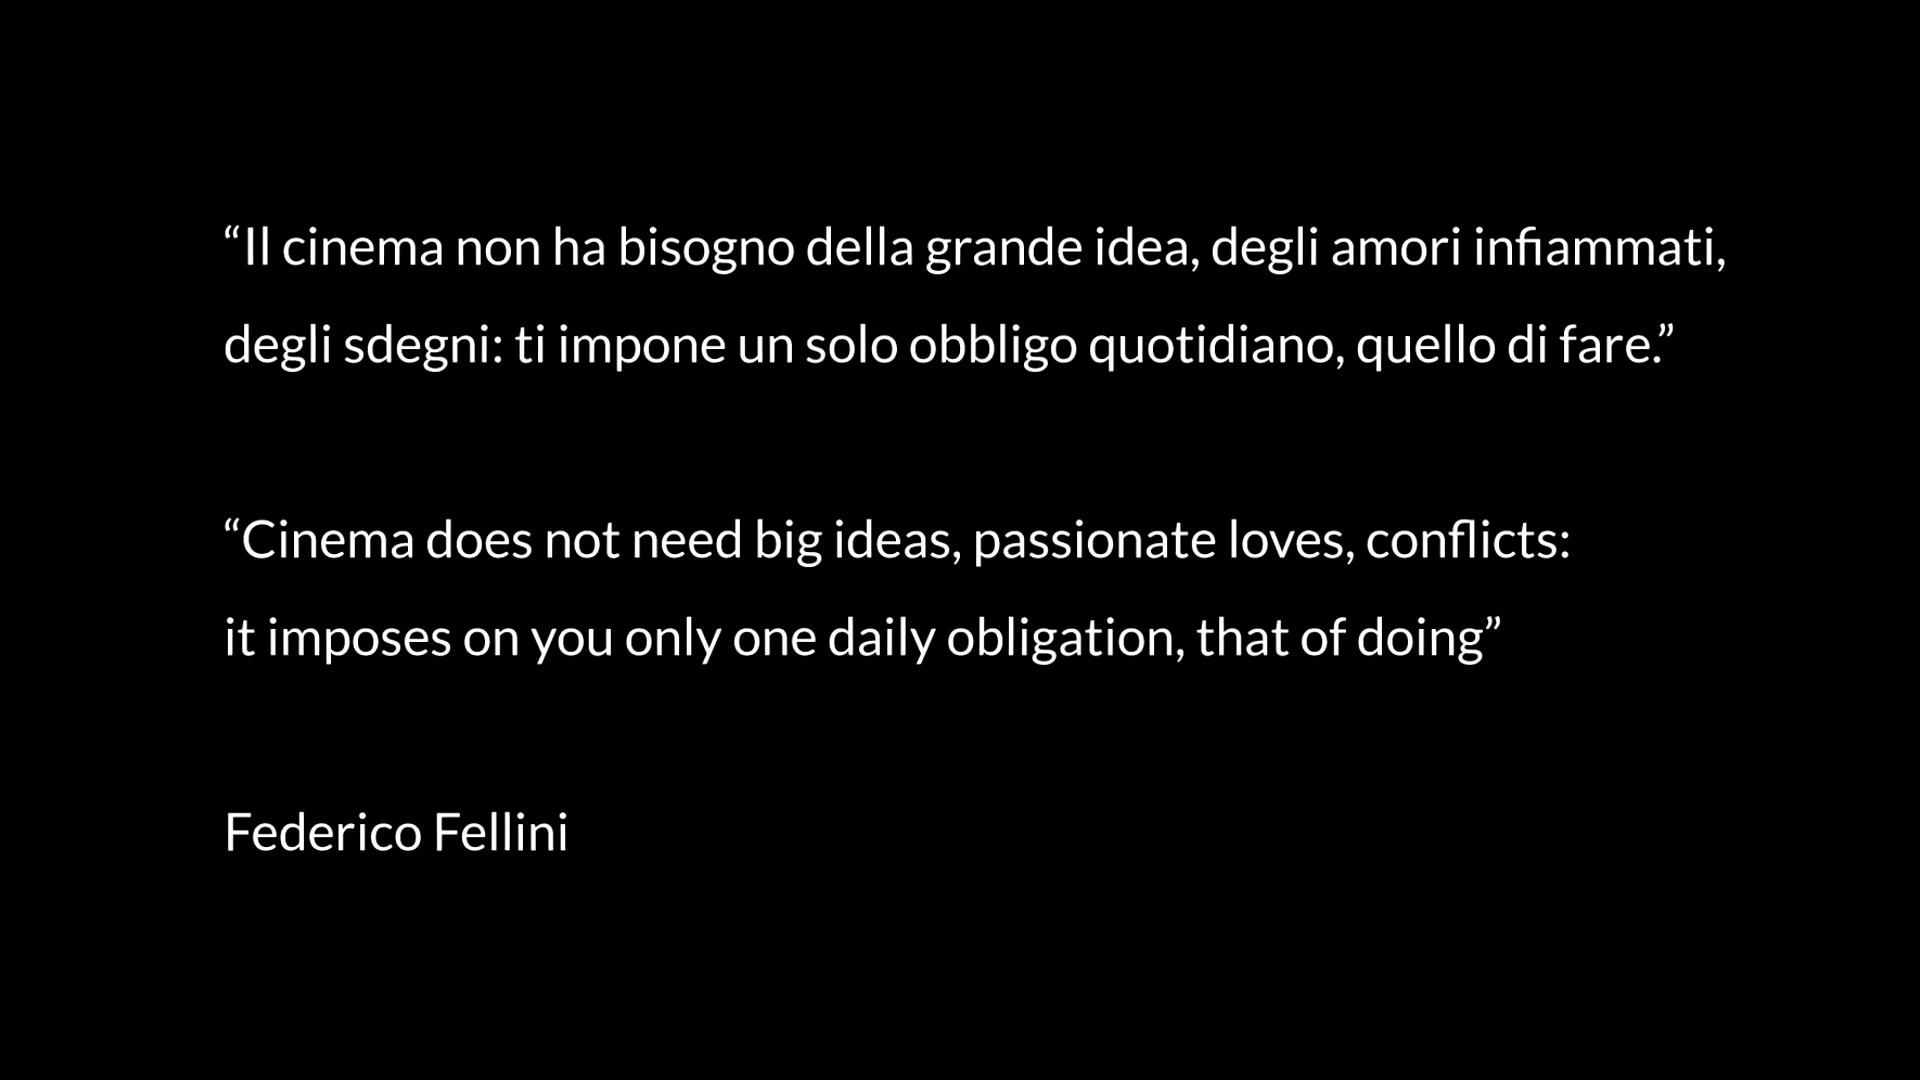 “Il cinema non ha bisogno della grande idea, degli amori infiammati,
degli sdegni: ti impone un solo obbligo quotidiano, quello di fare.”
“Cinema does not need big ideas, passionate loves, conflicts:
it imposes on you only one daily obligation, that of doing”
Federico Fellini